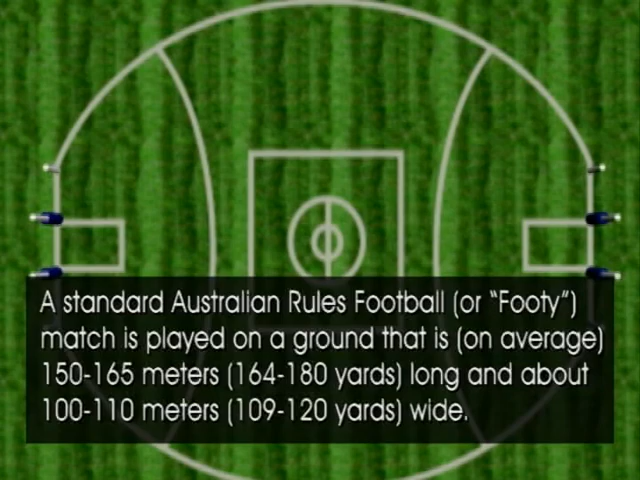 A standard Australian Rules Football (or “Footy”)
match is played on a ground that is (on average)
150-165 meters (164-180 yards) long and about
100-110 meters (109-120 yards) wide.